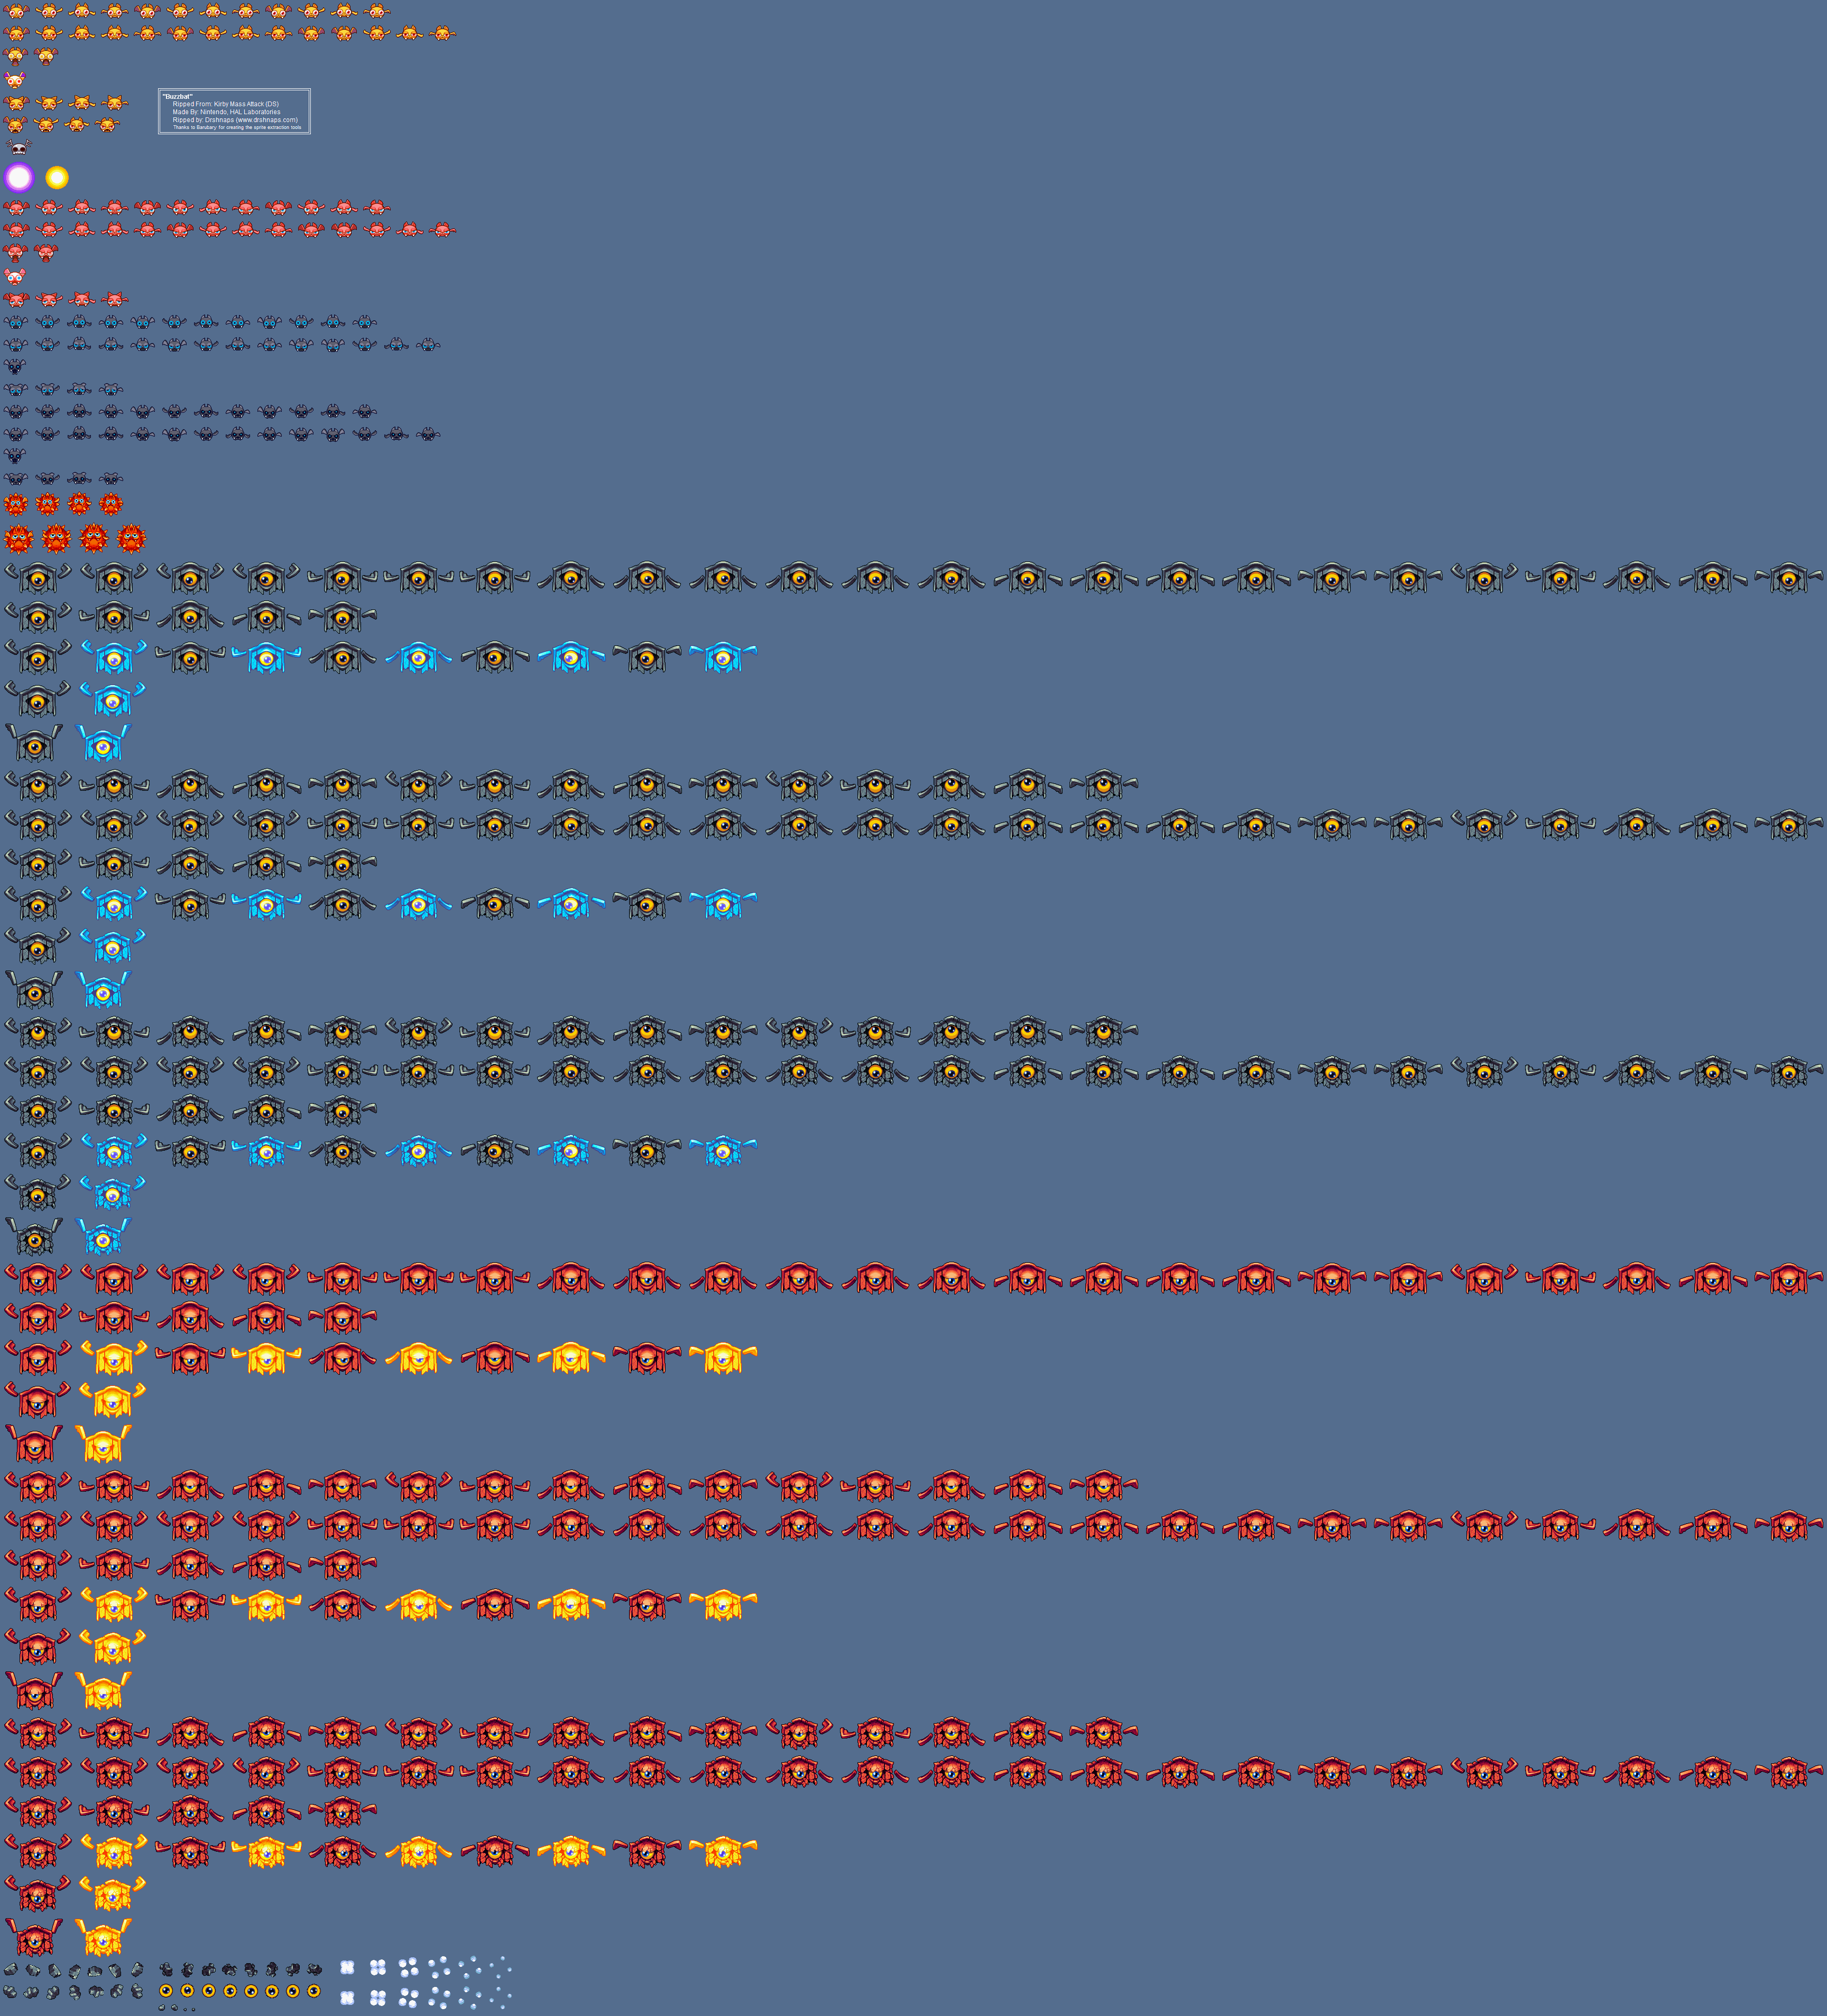 "Buzzbat"
Ripped From: Kirby Mass Attack (DS)
Made By: Nintendo, HAL Laboratories
Ripped by: Drshnaps (www.drshnaps.com)
Thanks to Barubary for creating the sprite extraction tools